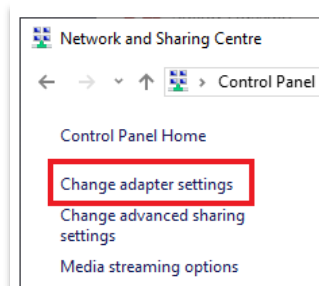 Network and Sharing Centre
Control Panel
Control Panel Home
Change adapter settings
Change advanced sharing
settings
Media streaming options